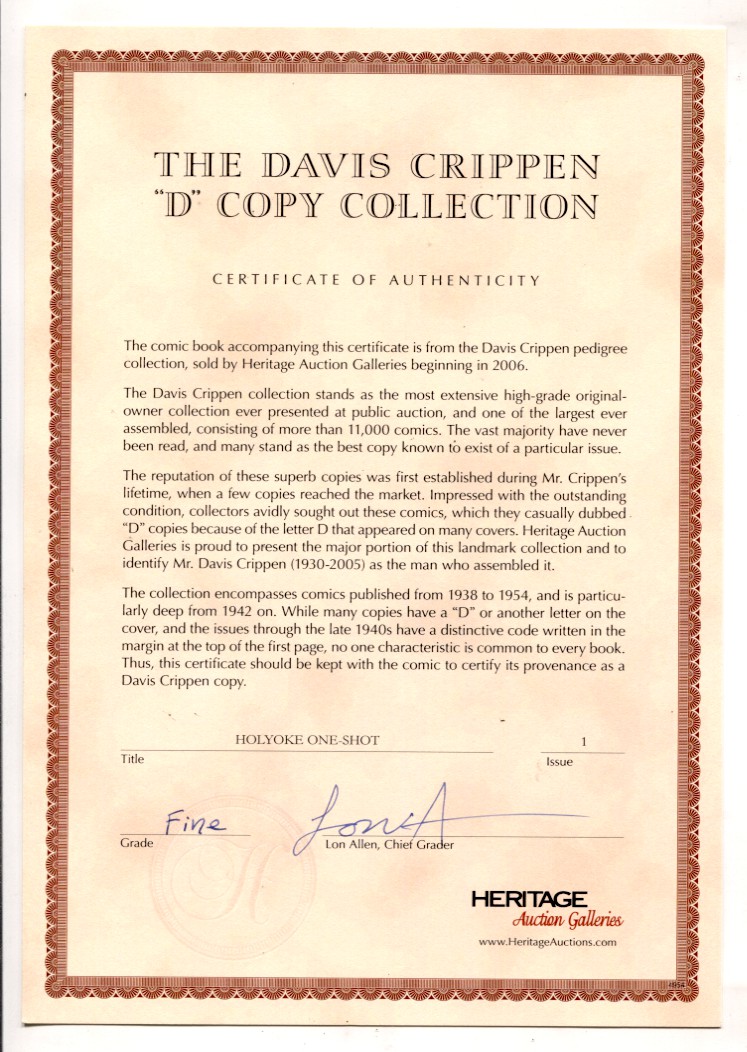 THE DAVIS CRIPPEN
“D” COPY COLLECTION
CERTIFICATE OF AUTHENTICITY
The comic book accompanying this certificate is from the Davis Crippen pedigree
collection, sold by Heritage Auction Galleries beginning in 2006.
The Davis Crippen collection stands as the most extensive high-grade original-
owner collection ever presented at public auction, and one of the largest ever
assembled, consisting of more than 11,000 comics. The vast majority have never
been read, and many stand as the best copy known to exist of a particular issue.
The reputation of these superb copies was first established during Mr. Crippen’s
lifetime, when a few copies reached the market. Impressed with the outstanding
condition, collectors avidly sought out these comics, which they casually dubbed
“D” copies because of the letter D that appeared on many covers. Heritage Auction
Galleries is proud to present the major portion of this landmark collection and to
identify Mr. Davis Crippen (1930-2005) as the man who assembled it.
The collection encompasses comics published from 1938 to 1954, and is particu-
larly deep from 1942 on. While many copies have a “D” or another letter on the
cover, and the issues through the late 1940s have a distinctive code written in the
margin at the top of the first page, no one characteristic is common to every book.
Thus, this certificate should be kept with the comic to certify its provenance as a
Davis Crippen copy.
HOLYOKE ONE-SHOT 1
Title Issue
Fine Lon A
Grade Lon Allen, Chief Grader
H
HERITAGE
Auction Galleries
www.HeritageAuctions.com